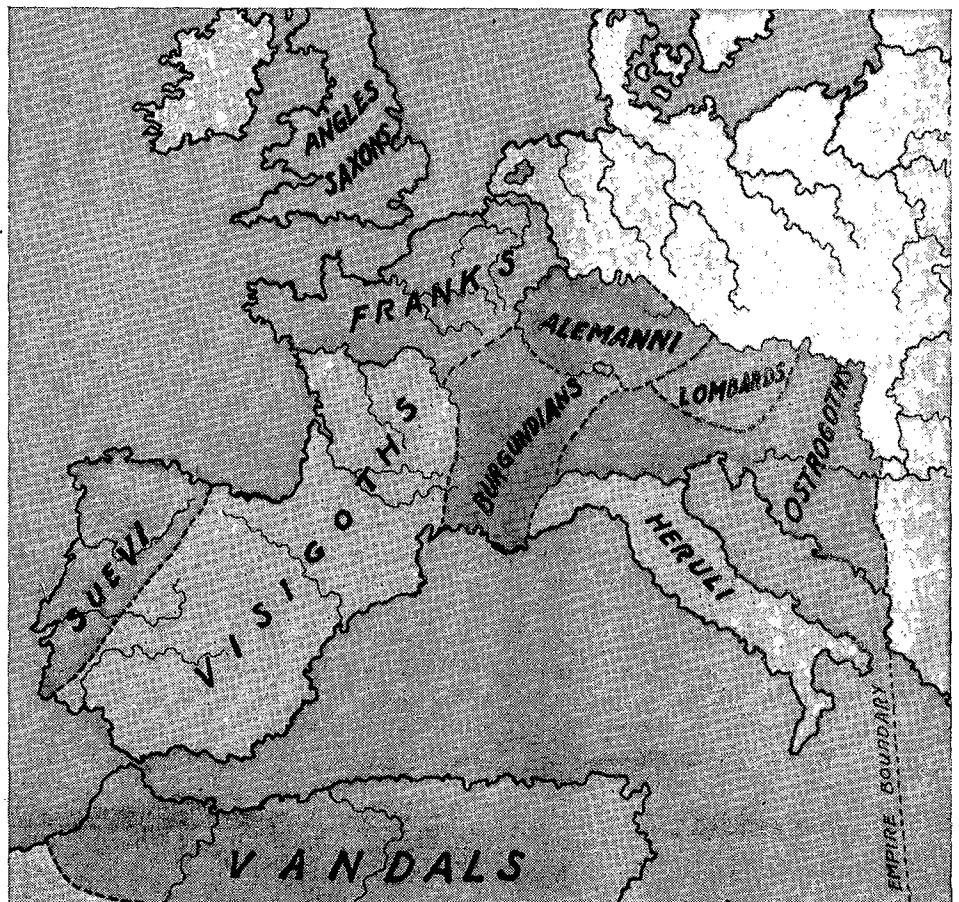 ANGLES
SAXONS
FRANKS
ALEMANNI
LOMBARDS
BURGUNDIANS
OSTROGOTHS
VISIGOTHS
SUEVI
HERULI
VANDALS
EMPIRE BOUNDARY